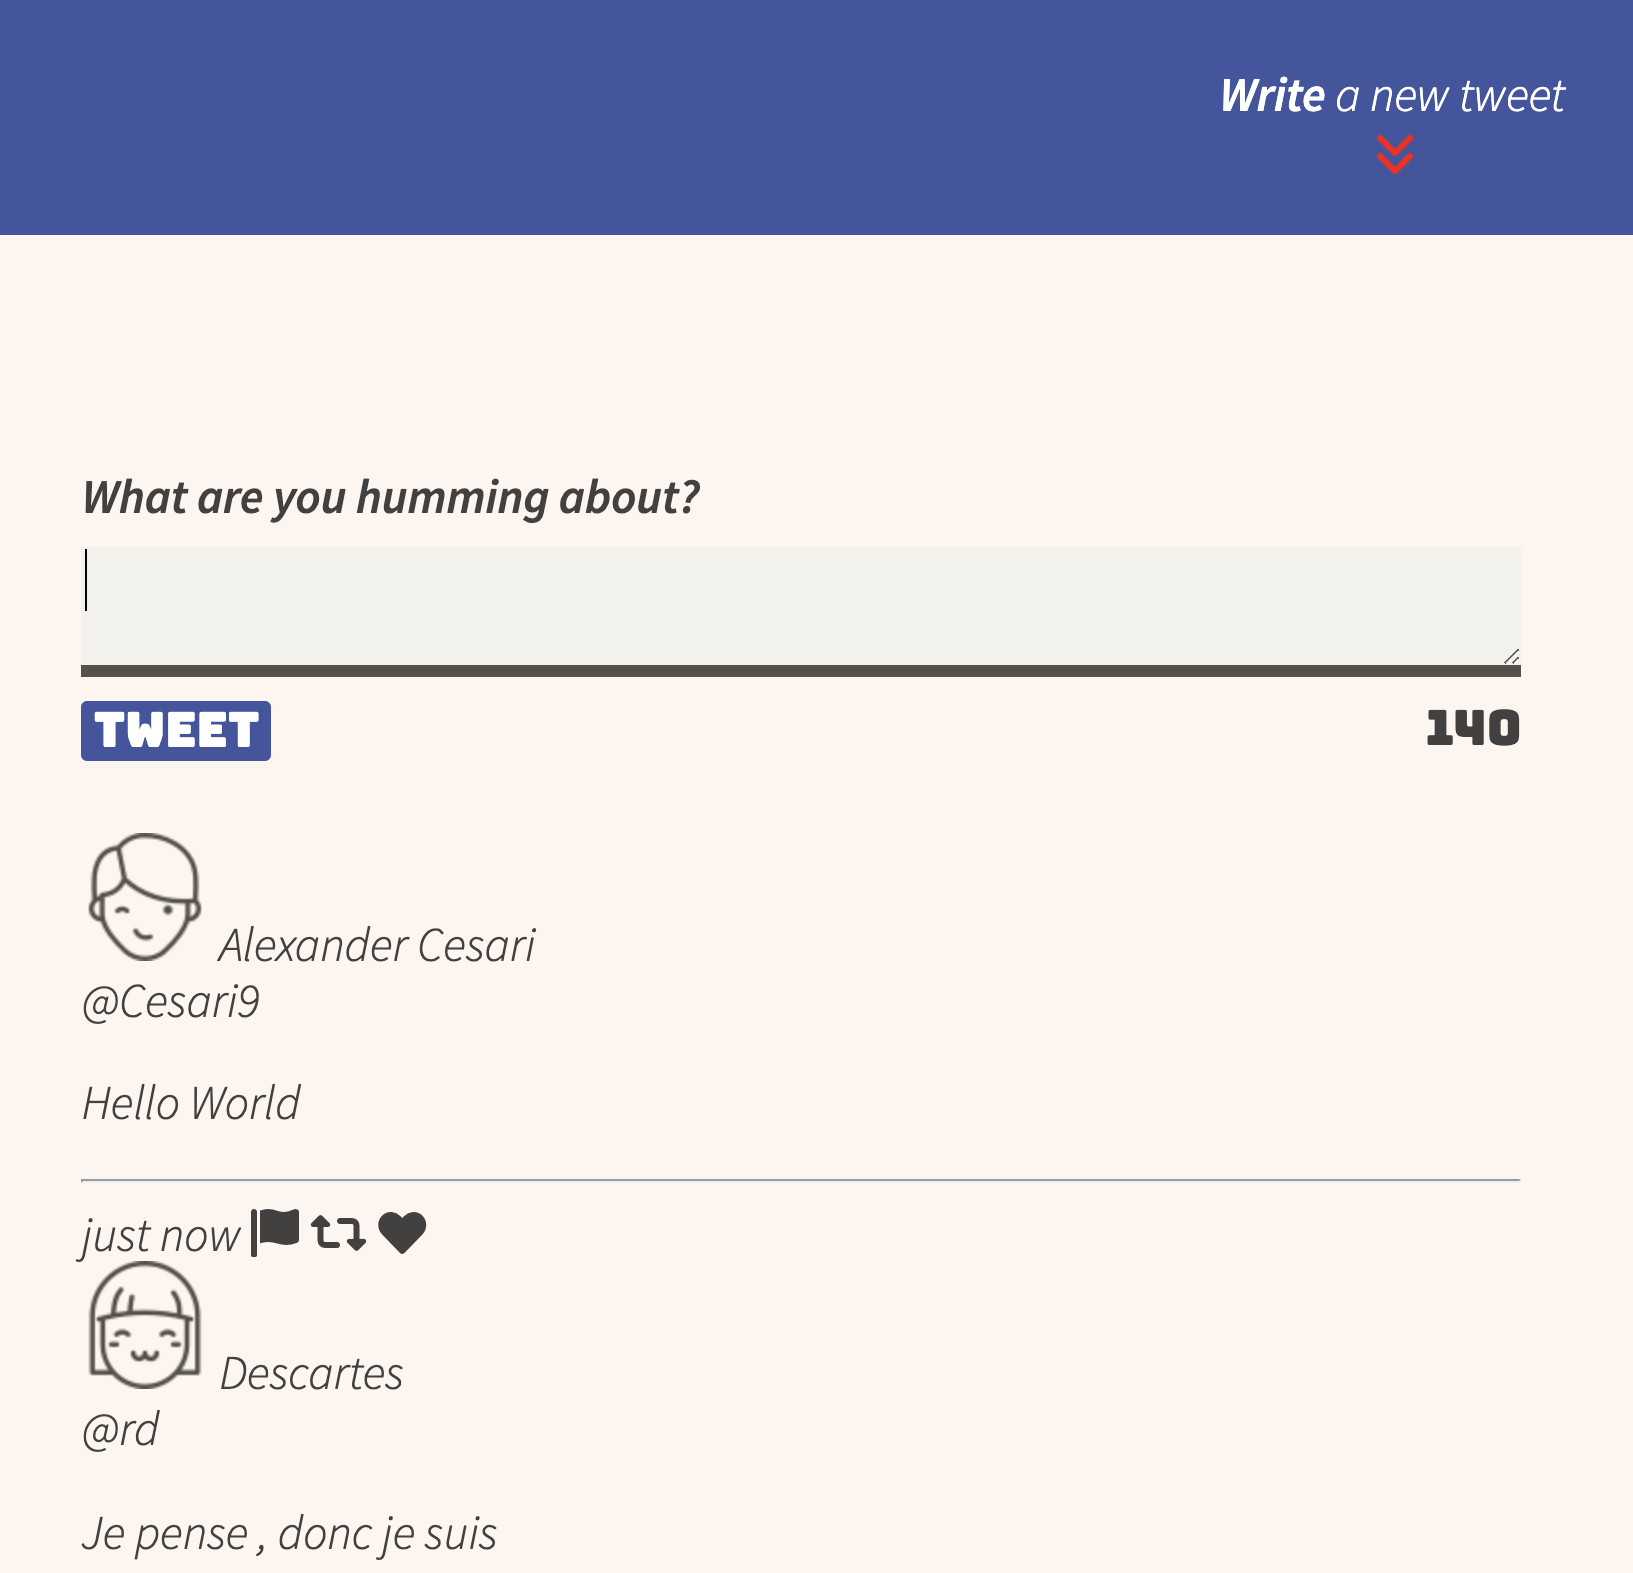 Write a new tweet
What are you humming about?
TWEET
140
Alexander Cesari
@Cesari9
Hello World
just now
Descartes
@rd
Je pense , donc je suis